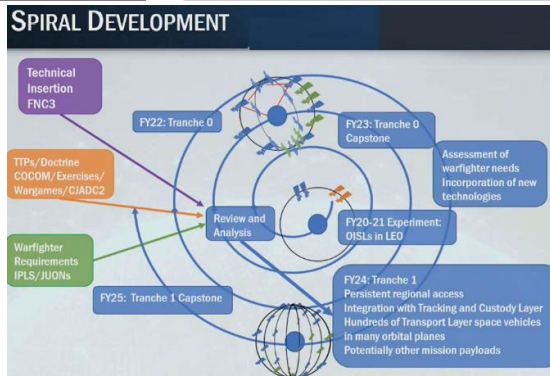 SPIRAL DEVELOPMENT
Technical
Insertion
FNC3
FY22: Tranche 0
FY23: Tranche 0
Capstone
TTPs/Doctrine
COCOM/Exercises/
Wargames/CJADC2
Assessment of
warfighter needs
Incorporation of new
technologies
Review and
Analysis
FY20-21 Experiment:
OISLs in LEO
Warfighter
Requirements
IPLS/JUONs
FY25: Tranche 1 Capstone
FY24: Tranche 1
Persistent regional access
Integration with Tracking and Custody Layer
Hundreds of Transport Layer space vehicles
in many orbital planes
Potentially other mission payloads